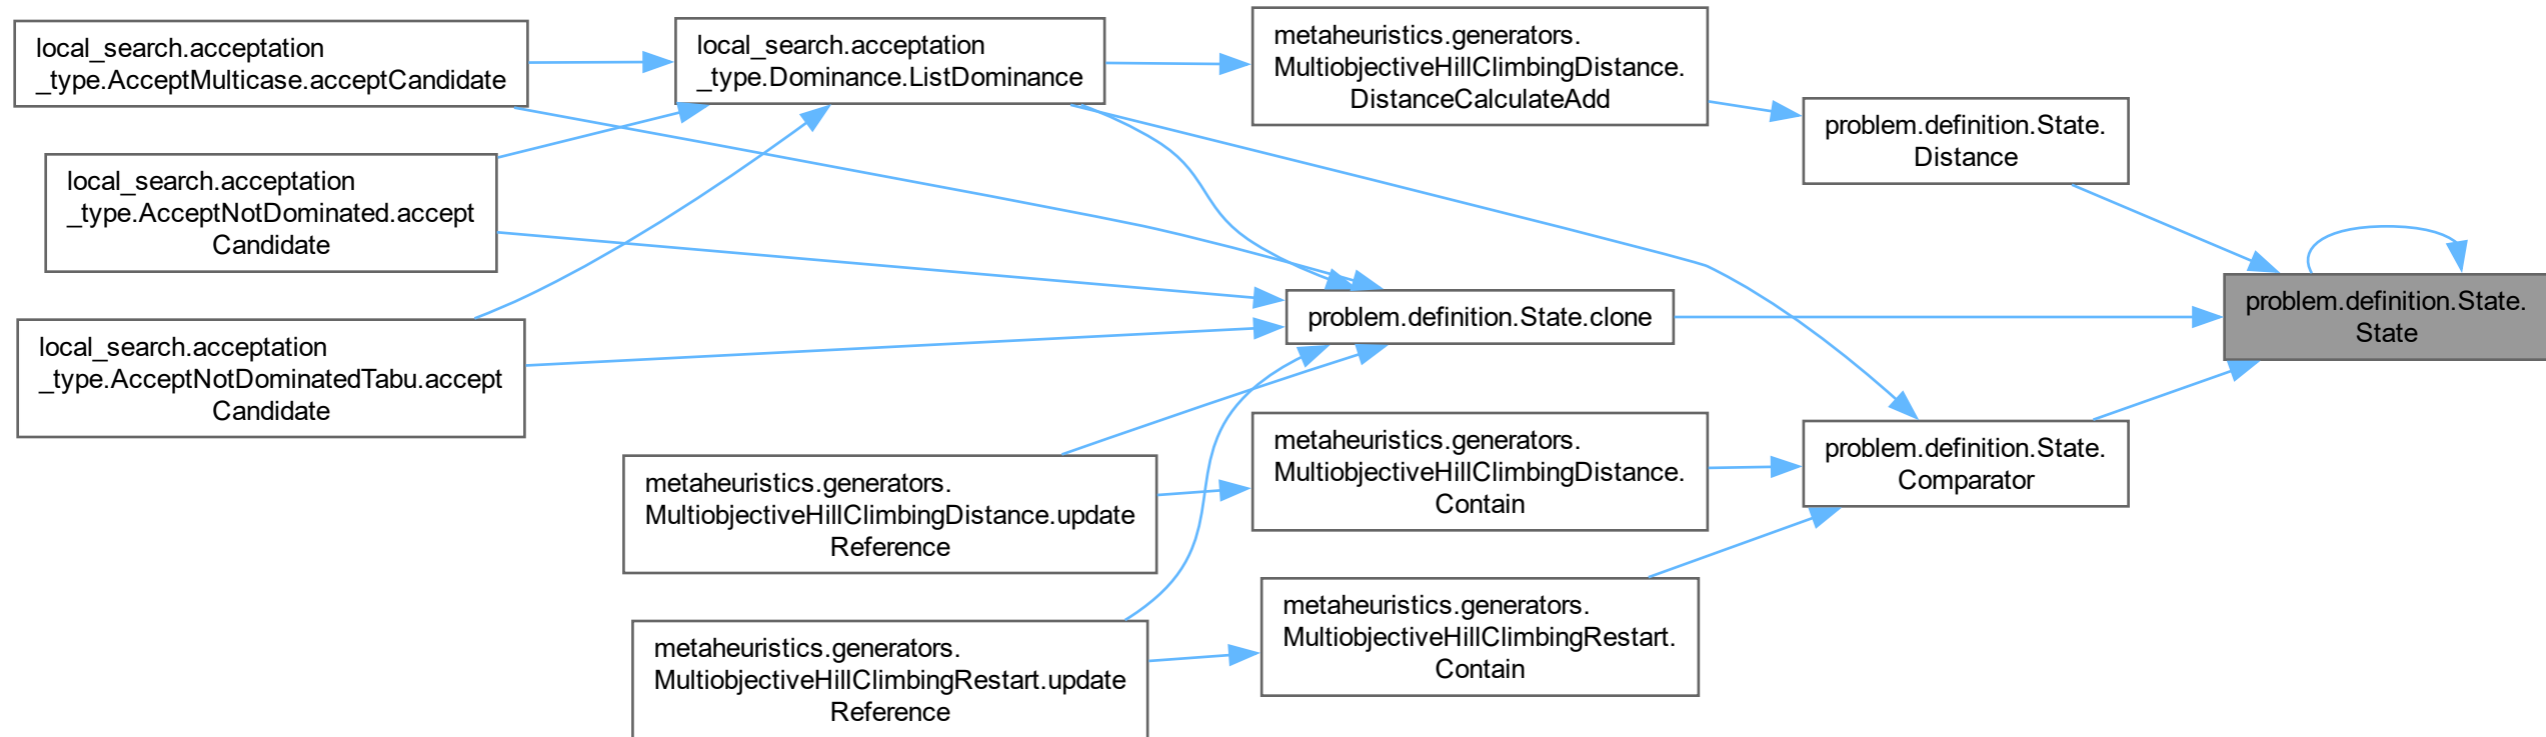 local_search.acceptation
_type.AcceptMulticase.acceptCandidate
local_search.acceptation
_type.AcceptNotDominated.accept
Candidate
local_search.acceptation
_type.AcceptNotDominatedTabu.accept
Candidate
local_search.acceptation
_type.Dominance.ListDominance
metaheuristics.generators.
MultiobjectiveHillClimbingDistance.update
Reference
metaheuristics.generators.
MultiobjectiveHillClimbingRestart.update
Reference
metaheuristics.generators.
MultiobjectiveHillClimbingDistance.
DistanceCalculateAdd
problem.definition.State.clone
metaheuristics.generators.
MultiobjectiveHillClimbingDistance.
Contain
metaheuristics.generators.
MultiobjectiveHillClimbingRestart.
Contain
problem.definition.State.
Distance
problem.definition.State.
Comparator
problem.definition.State.
State